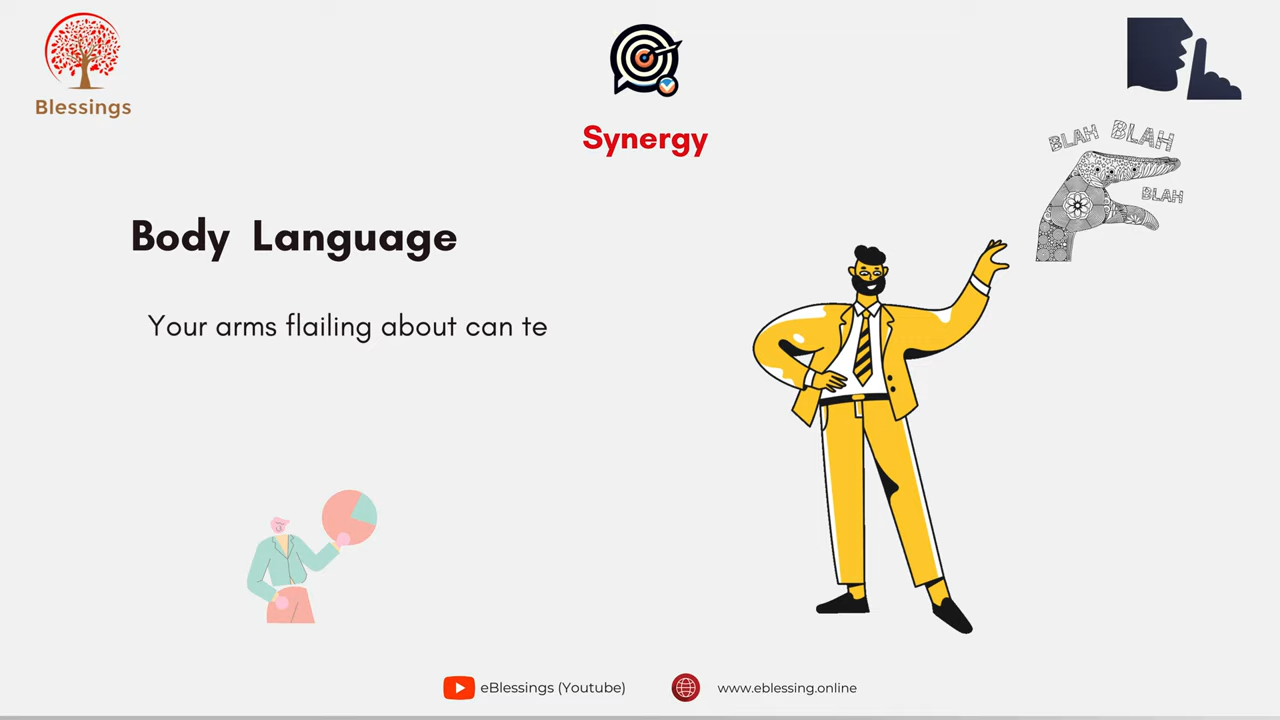 Blessings
Synergy
BLAH BLAH
BLAH
Body Language
Your arms flailing about can te
eBlessings (Youtube)
www.eblessing.online